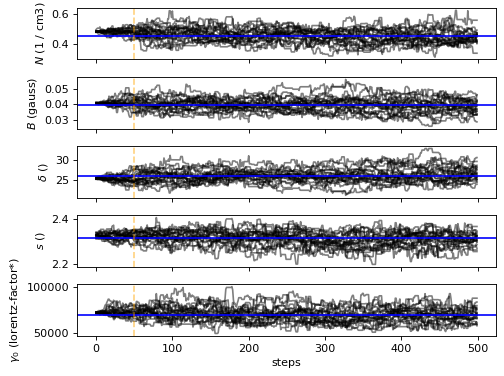 N (1 / cm3)
0.6
0.4
B (gauss)
0.05
0.04
0.03
δ ()
30
25
s ()
2.4
2.2
γ₀ (lorentz-factor*)
100000
50000
0 100 200 300 400 500
steps